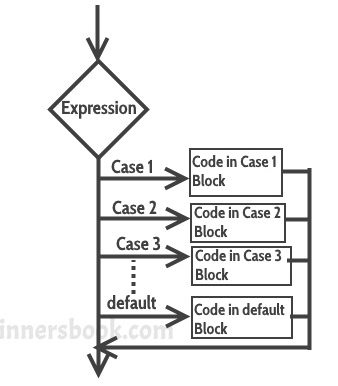 Expression
Case 1
Code in Case 1
Block
Case 2
Code in Case 2
Block
Case 3
Code in Case 3
Block
default
Code in default
Block
innersbook.com